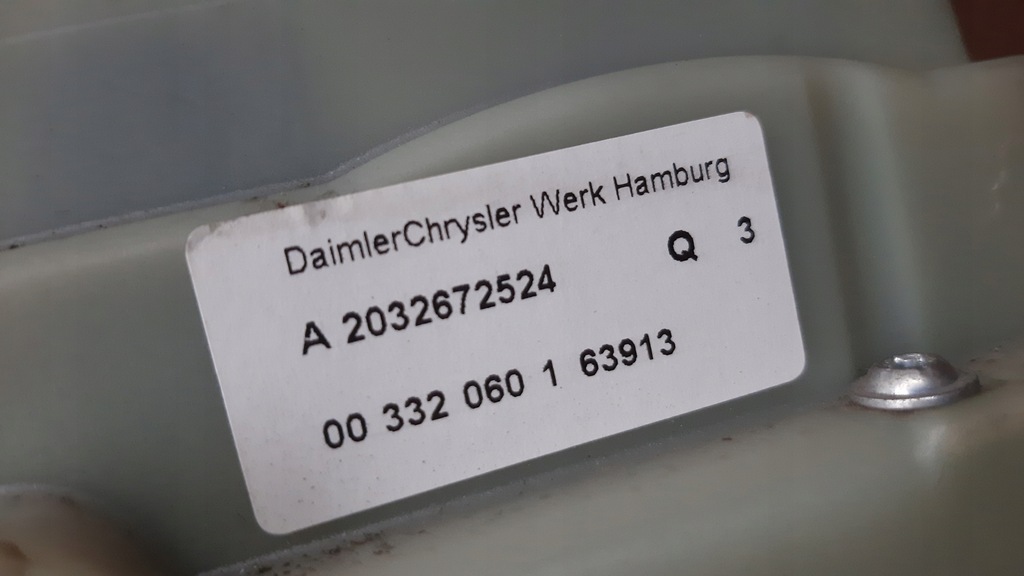 DaimlerChrysler Werk Hamburg
A 2032672524 Q 3
00 332 060 1 63913